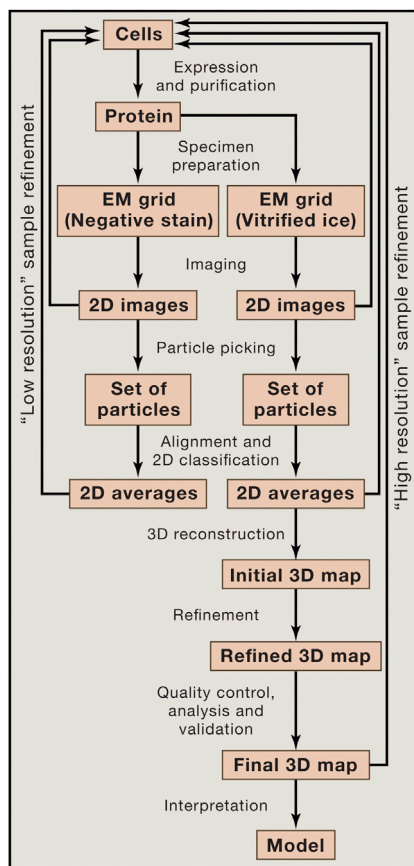 Cells
Expression
and purification
Protein
Specimen
preparation
EM grid
(Negative stain)
EM grid
(Vitrified ice)
Imaging
2D images
2D images
Particle picking
Set of
particles
Set of
particles
Alignment and
2D classification
2D averages
2D averages
3D reconstruction
Initial 3D map
Refinement
Refined 3D map
Quality control,
analysis and
validation
Final 3D map
Interpretation
Model
“Low resolution” sample refinement
“High resolution” sample refinement